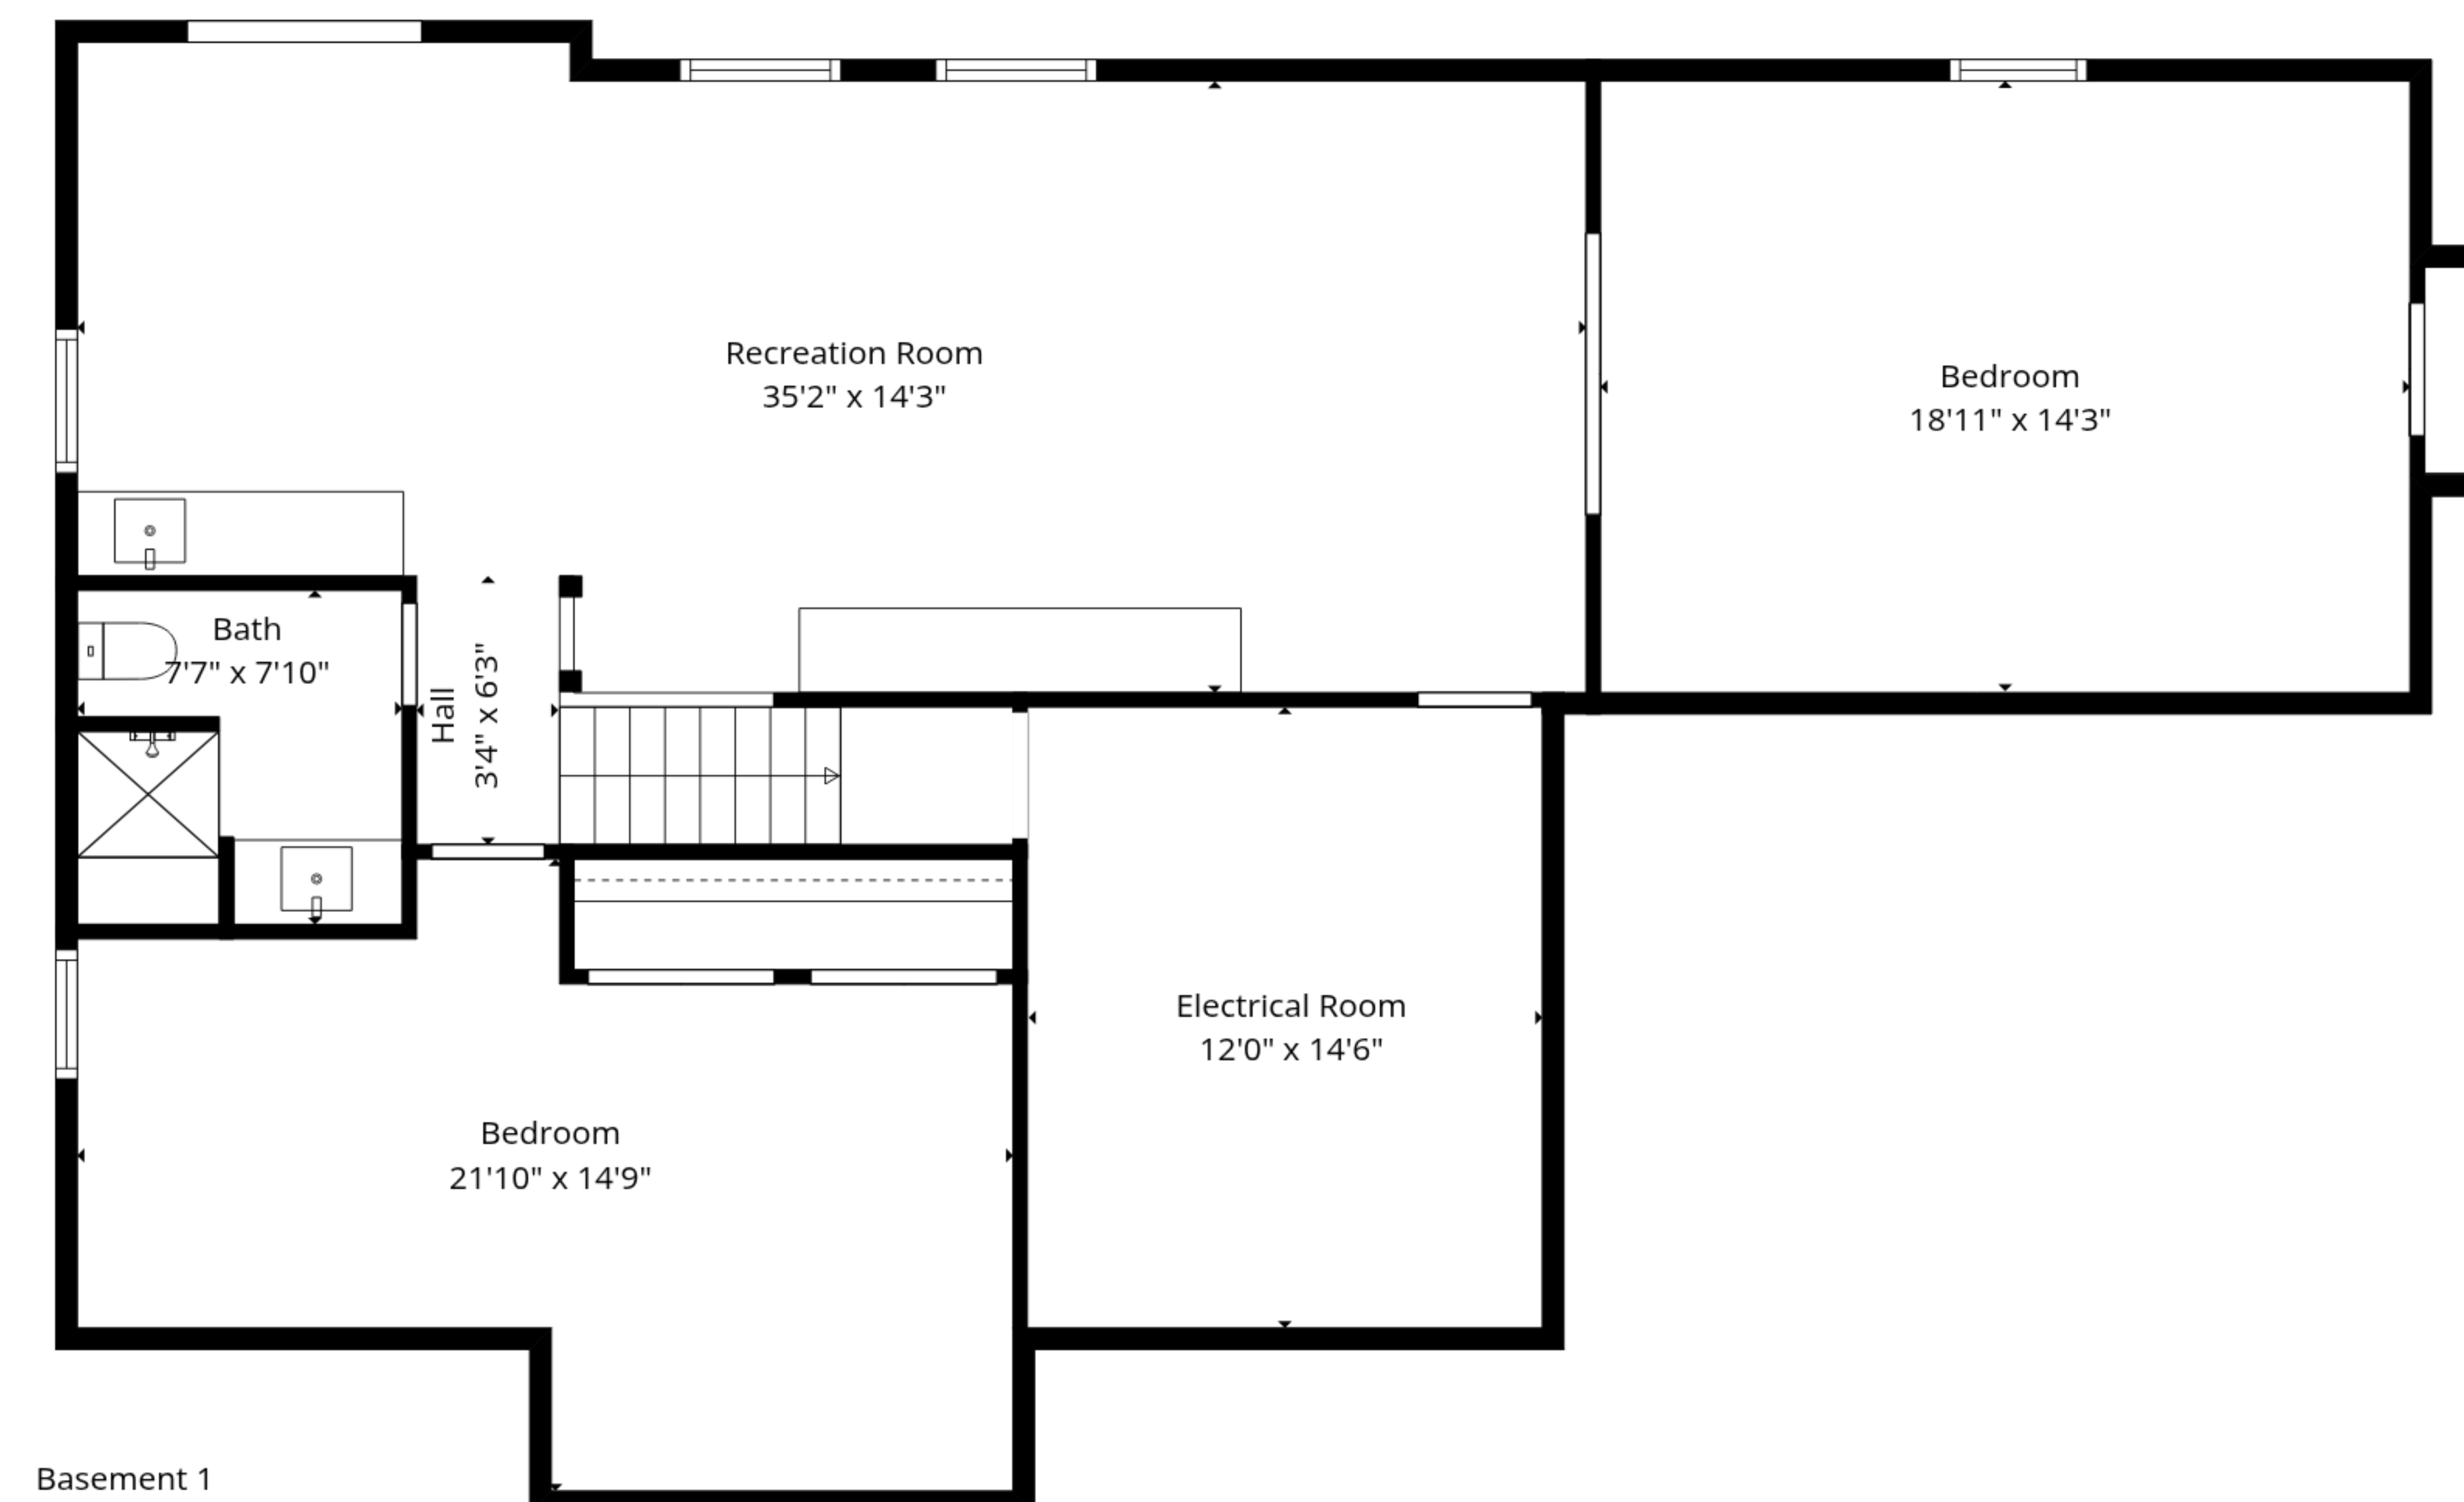 Recreation Room
35'2" x 14'3"
Bedroom
18'11" x 14'3"
Bath
7'7" x 7'10"
Hall
3'4" x 6'3"
Electrical Room
12'0" x 14'6"
Bedroom
21'10" x 14'9"
Basement 1